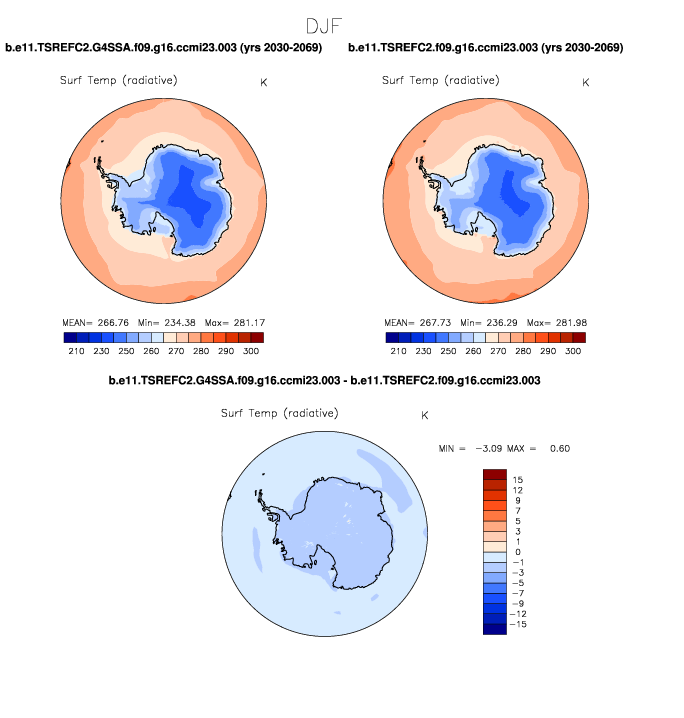 DJF
b.e11.TSREFC2.G4SSA.f09.g16.ccmi23.003 (yrs 2030-2069) b.e11.TSREFC2.f09.g16.ccmi23.003 (yrs 2030-2069)
Surf Temp (radiative) K Surf Temp (radiative) K
MEAN= 266.76 Min= 234.38 Max= 281.17 MEAN= 267.73 Min= 236.29 Max= 281.98
210 230 250 260 270 280 290 300 210 230 250 260 270 280 290 300
b.e11.TSREFC2.G4SSA.f09.g16.ccmi23.003 - b.e11.TSREFC2.f09.g16.ccmi23.003
Surf Temp (radiative) K
MIN = -3.09 MAX = 0.60
15
12
9
7
5
3
1
0
-1
-3
-5
-7
-9
-12
-15